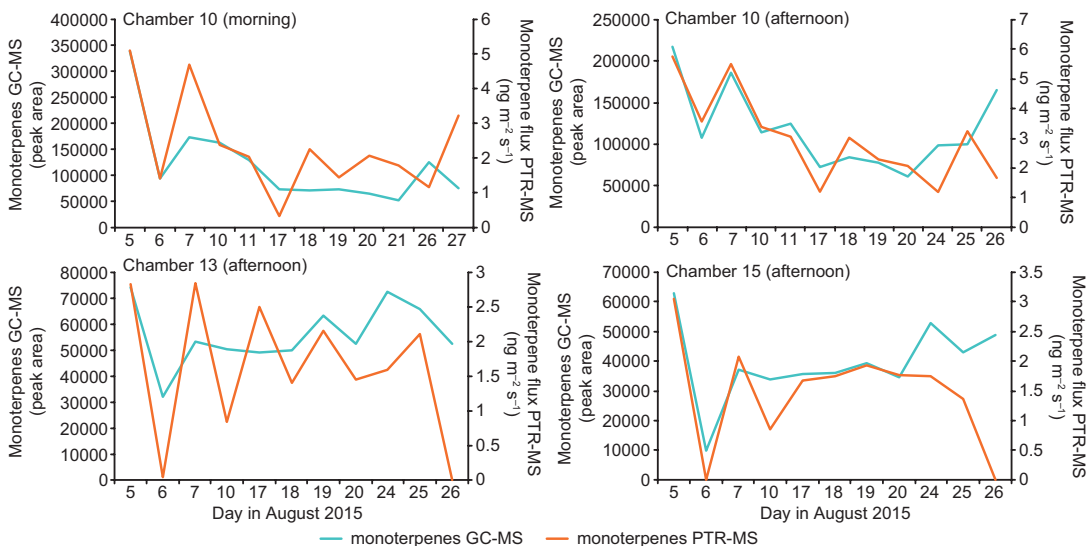 Chamber 10 (morning)
Monoterpenes GC-MS
(peak area)
400000
350000
300000
250000
200000
150000
100000
50000
0
6
5
4
3
2
1
0
Monoterpene flux PTR-MS
(ng m⁻² s⁻¹)
5 6 7 10 11 17 18 19 20 21 26 27
Chamber 10 (afternoon)
Monoterpenes GC-MS
(peak area)
250000
200000
150000
100000
50000
0
7
6
5
4
3
2
1
0
Monoterpene flux PTR-MS
(ng m⁻² s⁻¹)
5 6 7 10 11 17 18 19 20 24 25 26
Chamber 13 (afternoon)
Monoterpenes GC-MS
(peak area)
80000
70000
60000
50000
40000
30000
20000
10000
0
3
2.5
2
1.5
1
0.5
0
Monoterpene flux PTR-MS
(ng m⁻² s⁻¹)
5 6 7 10 17 18 19 20 24 25 26
Day in August 2015
Chamber 15 (afternoon)
Monoterpenes GC-MS
(peak area)
70000
60000
50000
40000
30000
20000
10000
0
3.5
3
2.5
2
1.5
1
0.5
0
Monoterpene flux PTR-MS
(ng m⁻² s⁻¹)
5 6 7 10 17 18 19 20 24 25 26
Day in August 2015
monoterpenes GC-MS
monoterpenes PTR-MS